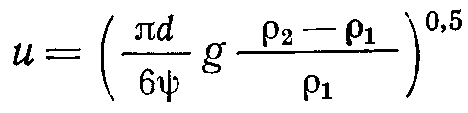 u = (πd / 6ψ g ρ₂ — ρ₁ / ρ₁)^0,5